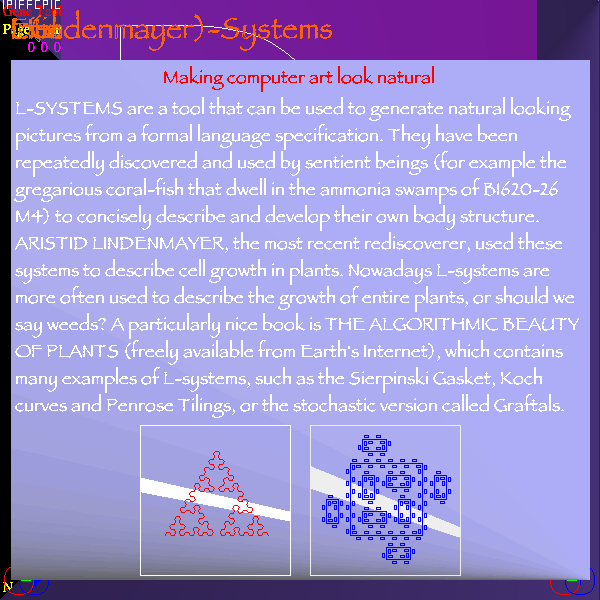 denmayer)-Systems
Page
0 0 0
Making computer art look natural
L-SYSTEMS are a tool that can be used to generate natural looking
pictures from a formal language specification. They have been
repeatedly discovered and used by sentient beings (for example the
gregarious coral-fish that dwell in the ammonia swamps of B1620-26
M4) to concisely describe and develop their own body structure.
ARISTID LINDENMAYER, the most recent rediscoverer, used these
systems to describe cell growth in plants. Nowadays L-systems are
more often used to describe the growth of entire plants, or should we
say weeds? A particularly nice book is THE ALGORITHMIC BEAUTY
OF PLANTS (freely available from Earth's Internet), which contains
many examples of L-systems, such as the Sierpinski Gasket, Koch
curves and Penrose Tilings, or the stochastic version called Graftals.
N